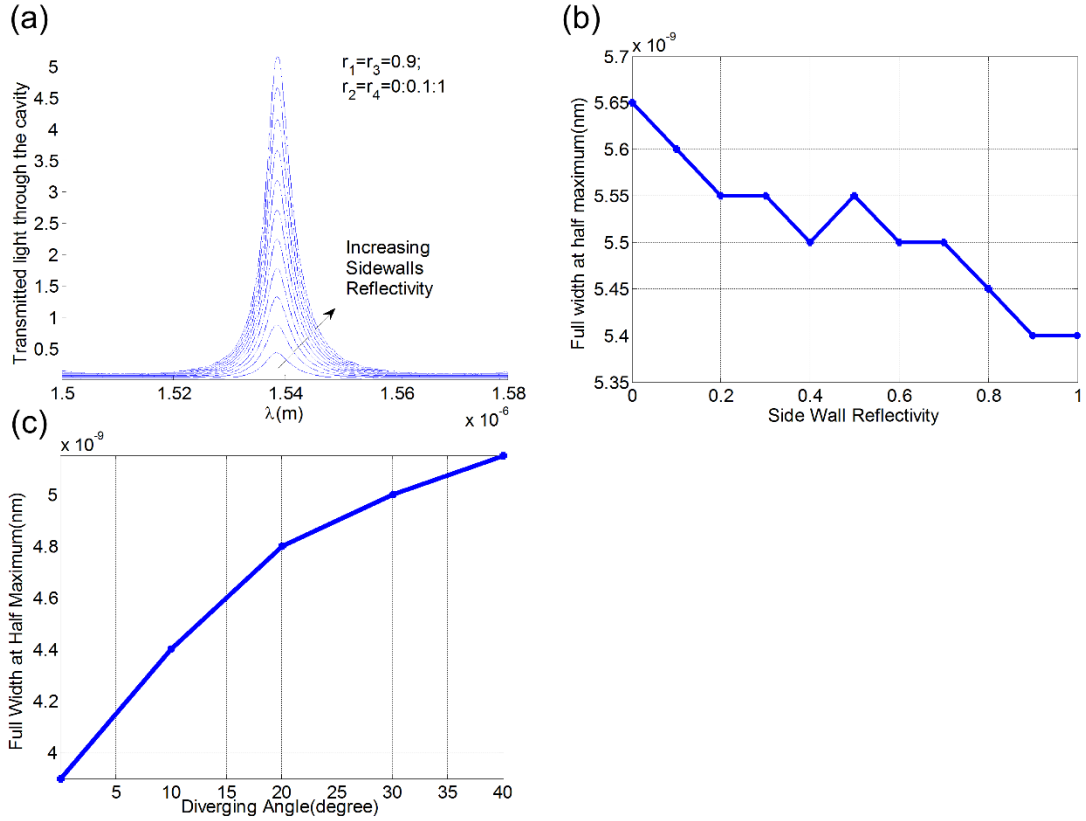 (a)
r1=r3=0.9;
r2=r4=0:0.1:1
Increasing
Sidewalls
Reflectivity
Transmitted light through the cavity
5
4.5
4
3.5
3
2.5
2
1.5
1
0.5
1.5
1.52
1.54
1.56
1.58
λ(m)
x 10^-6
(b)
x 10^-9
Full width at half maximum(nm)
5.7
5.65
5.6
5.55
5.5
5.45
5.4
5.35
0
0.2
0.4
0.6
0.8
1
Side Wall Reflectivity
(c)
x 10^-9
Full Width at Half Maximum(nm)
5
4.8
4.6
4.4
4.2
4
5
10
15
20
25
30
35
40
Diverging Angle(degree)